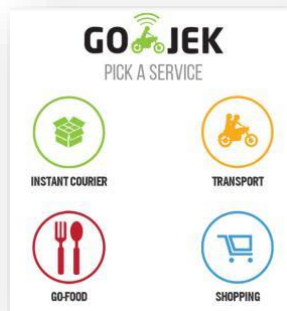 GO JEK
PICK A SERVICE
INSTANT COURIER
TRANSPORT
GO-FOOD
SHOPPING